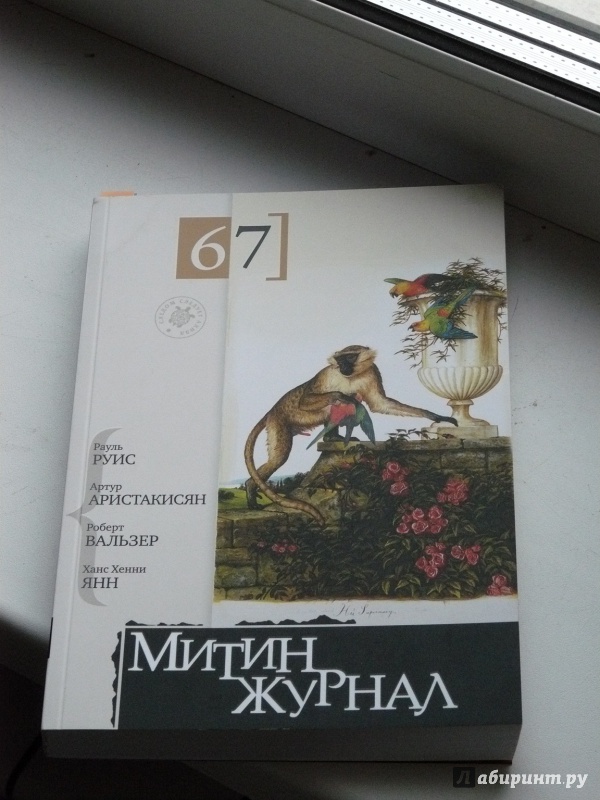 67]
Рауль
РУИС
Артур
АРИСТАКИСЯН
Роберт
ВАЛЬЗЕР
Ханс Хенни
ЯНН
МИТИН
ЖУРНАЛ
Лабиринт.ру